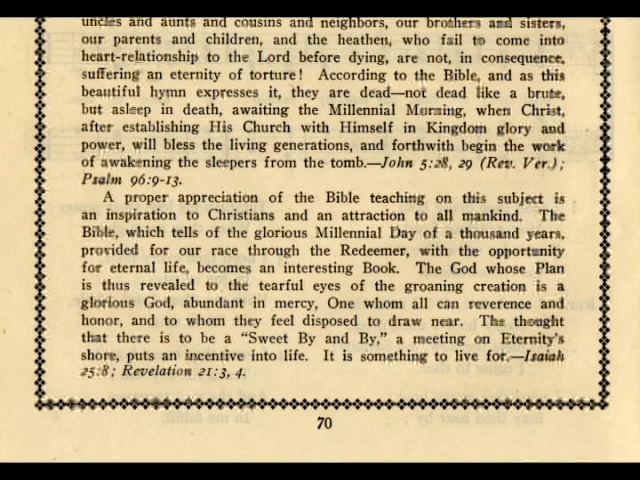 uncles and aunts and cousins and neighbors, our brothers and sisters,
our parents and children, and the heathen, who fail to come into
heart-relationship to the Lord before dying, are not, in consequence,
suffering an eternity of torture! According to the Bible, and as this
beautiful hymn expresses it, they are dead—not dead like a brute,
but asleep in death, awaiting the Millennial Morning, when Christ,
after establishing His Church with Himself in Kingdom glory and
power, will bless the living generations, and forthwith begin the work
of awakening the sleepers from the tomb.—John 5:28, 29 (Rev. Ver.);
Psalm 96:9-13.
A proper appreciation of the Bible teaching on this subject is
an inspiration to Christians and an attraction to all mankind. The
Bible, which tells of the glorious Millennial Day of a thousand years,
provided for our race through the Redeemer, with the opportunity
for eternal life, becomes an interesting Book. The God whose Plan
is thus revealed to the tearful eyes of the groaning creation is a
glorious God, abundant in mercy, One whom all can reverence and
honor, and to whom they feel disposed to draw near. The thought
that there is to be a “Sweet By and By,” a meeting on Eternity's
shore, puts an incentive into life. It is something to live for.—Isaiah
25:8; Revelation 21:3, 4.
70